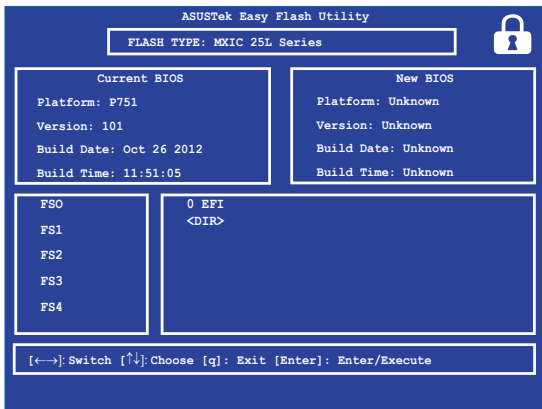 ASUSTek Easy Flash Utility
FLASH TYPE: MXIC 25L Series
Current BIOS
Platform: P751
Version: 101
Build Date: Oct 26 2012
Build Time: 11:51:05
New BIOS
Platform: Unknown
Version: Unknown
Build Date: Unknown
Build Time: Unknown
FSO
FS1
FS2
FS3
FS4
0 EFI
<DIR>
[←→]: Switch [↑↓]: Choose [q]: Exit [Enter]: Enter/Execute